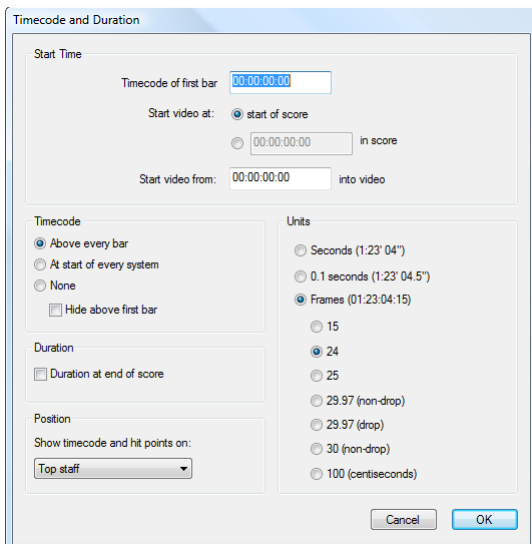 Timecode and Duration
Start Time
Timecode of first bar 00:00:00:00
Start video at: start of score
00:00:00:00 in score
Start video from: 00:00:00:00 into video
Timecode
Above every bar
At start of every system
None
Hide above first bar
Duration
Duration at end of score
Position
Show timecode and hit points on:
Top staff
Units
Seconds (1:23' 04")
0.1 seconds (1:23' 04.5")
Frames (01:23:04:15)
15
24
25
29.97 (non-drop)
29.97 (drop)
30 (non-drop)
100 (centiseconds)
Cancel OK